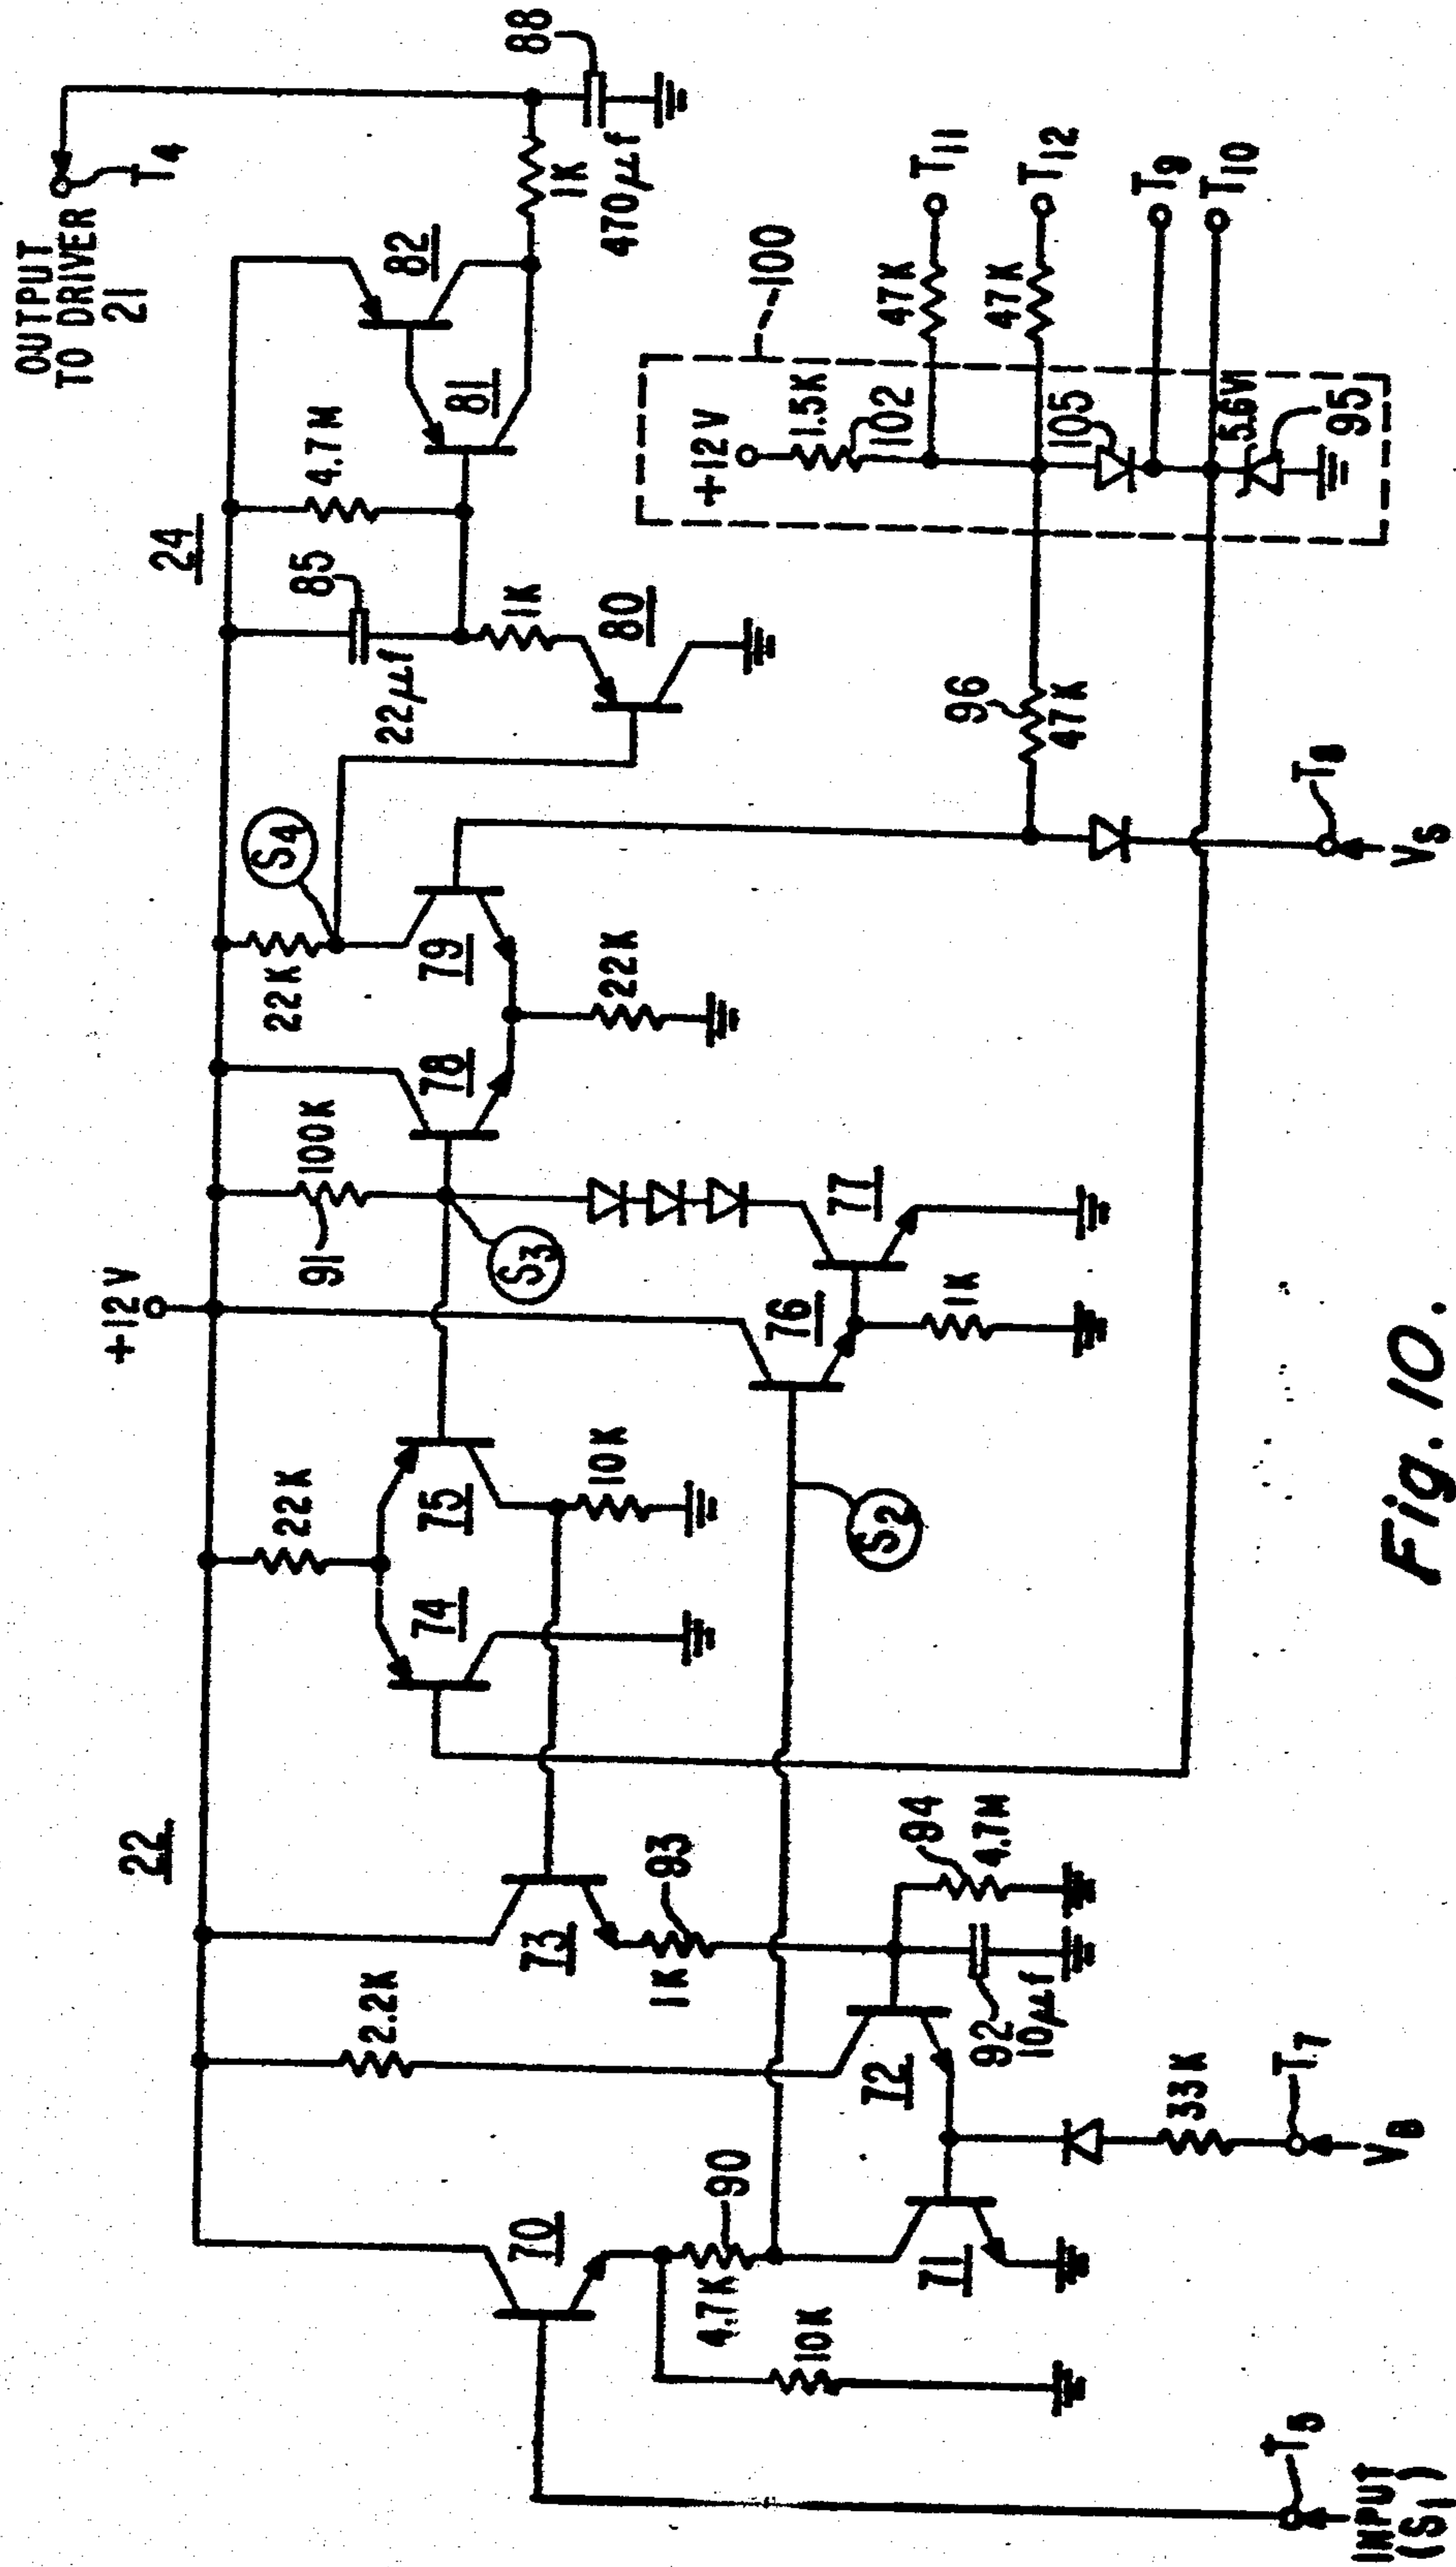 OUTPUT
TO DRIVER
21
T4
88
24
82
81
4.7M
1K
470μf
85
22μf
1K
80
S4
22K
79
78
22K
100K
91
S3
+12V
77
76
1K
22K
75
74
10K
S2
100
+12V
1.5K
102
47K
T11
47K
T12
105
T9
T10
5.6V
95
96
47K
T8
VS
22
73
93
1K
94
4.7M
92
10μf
2.2K
72
33K
T7
VB
70
90
4.7K
71
10K
T5
INPUT
(S1)
Fig. 10.